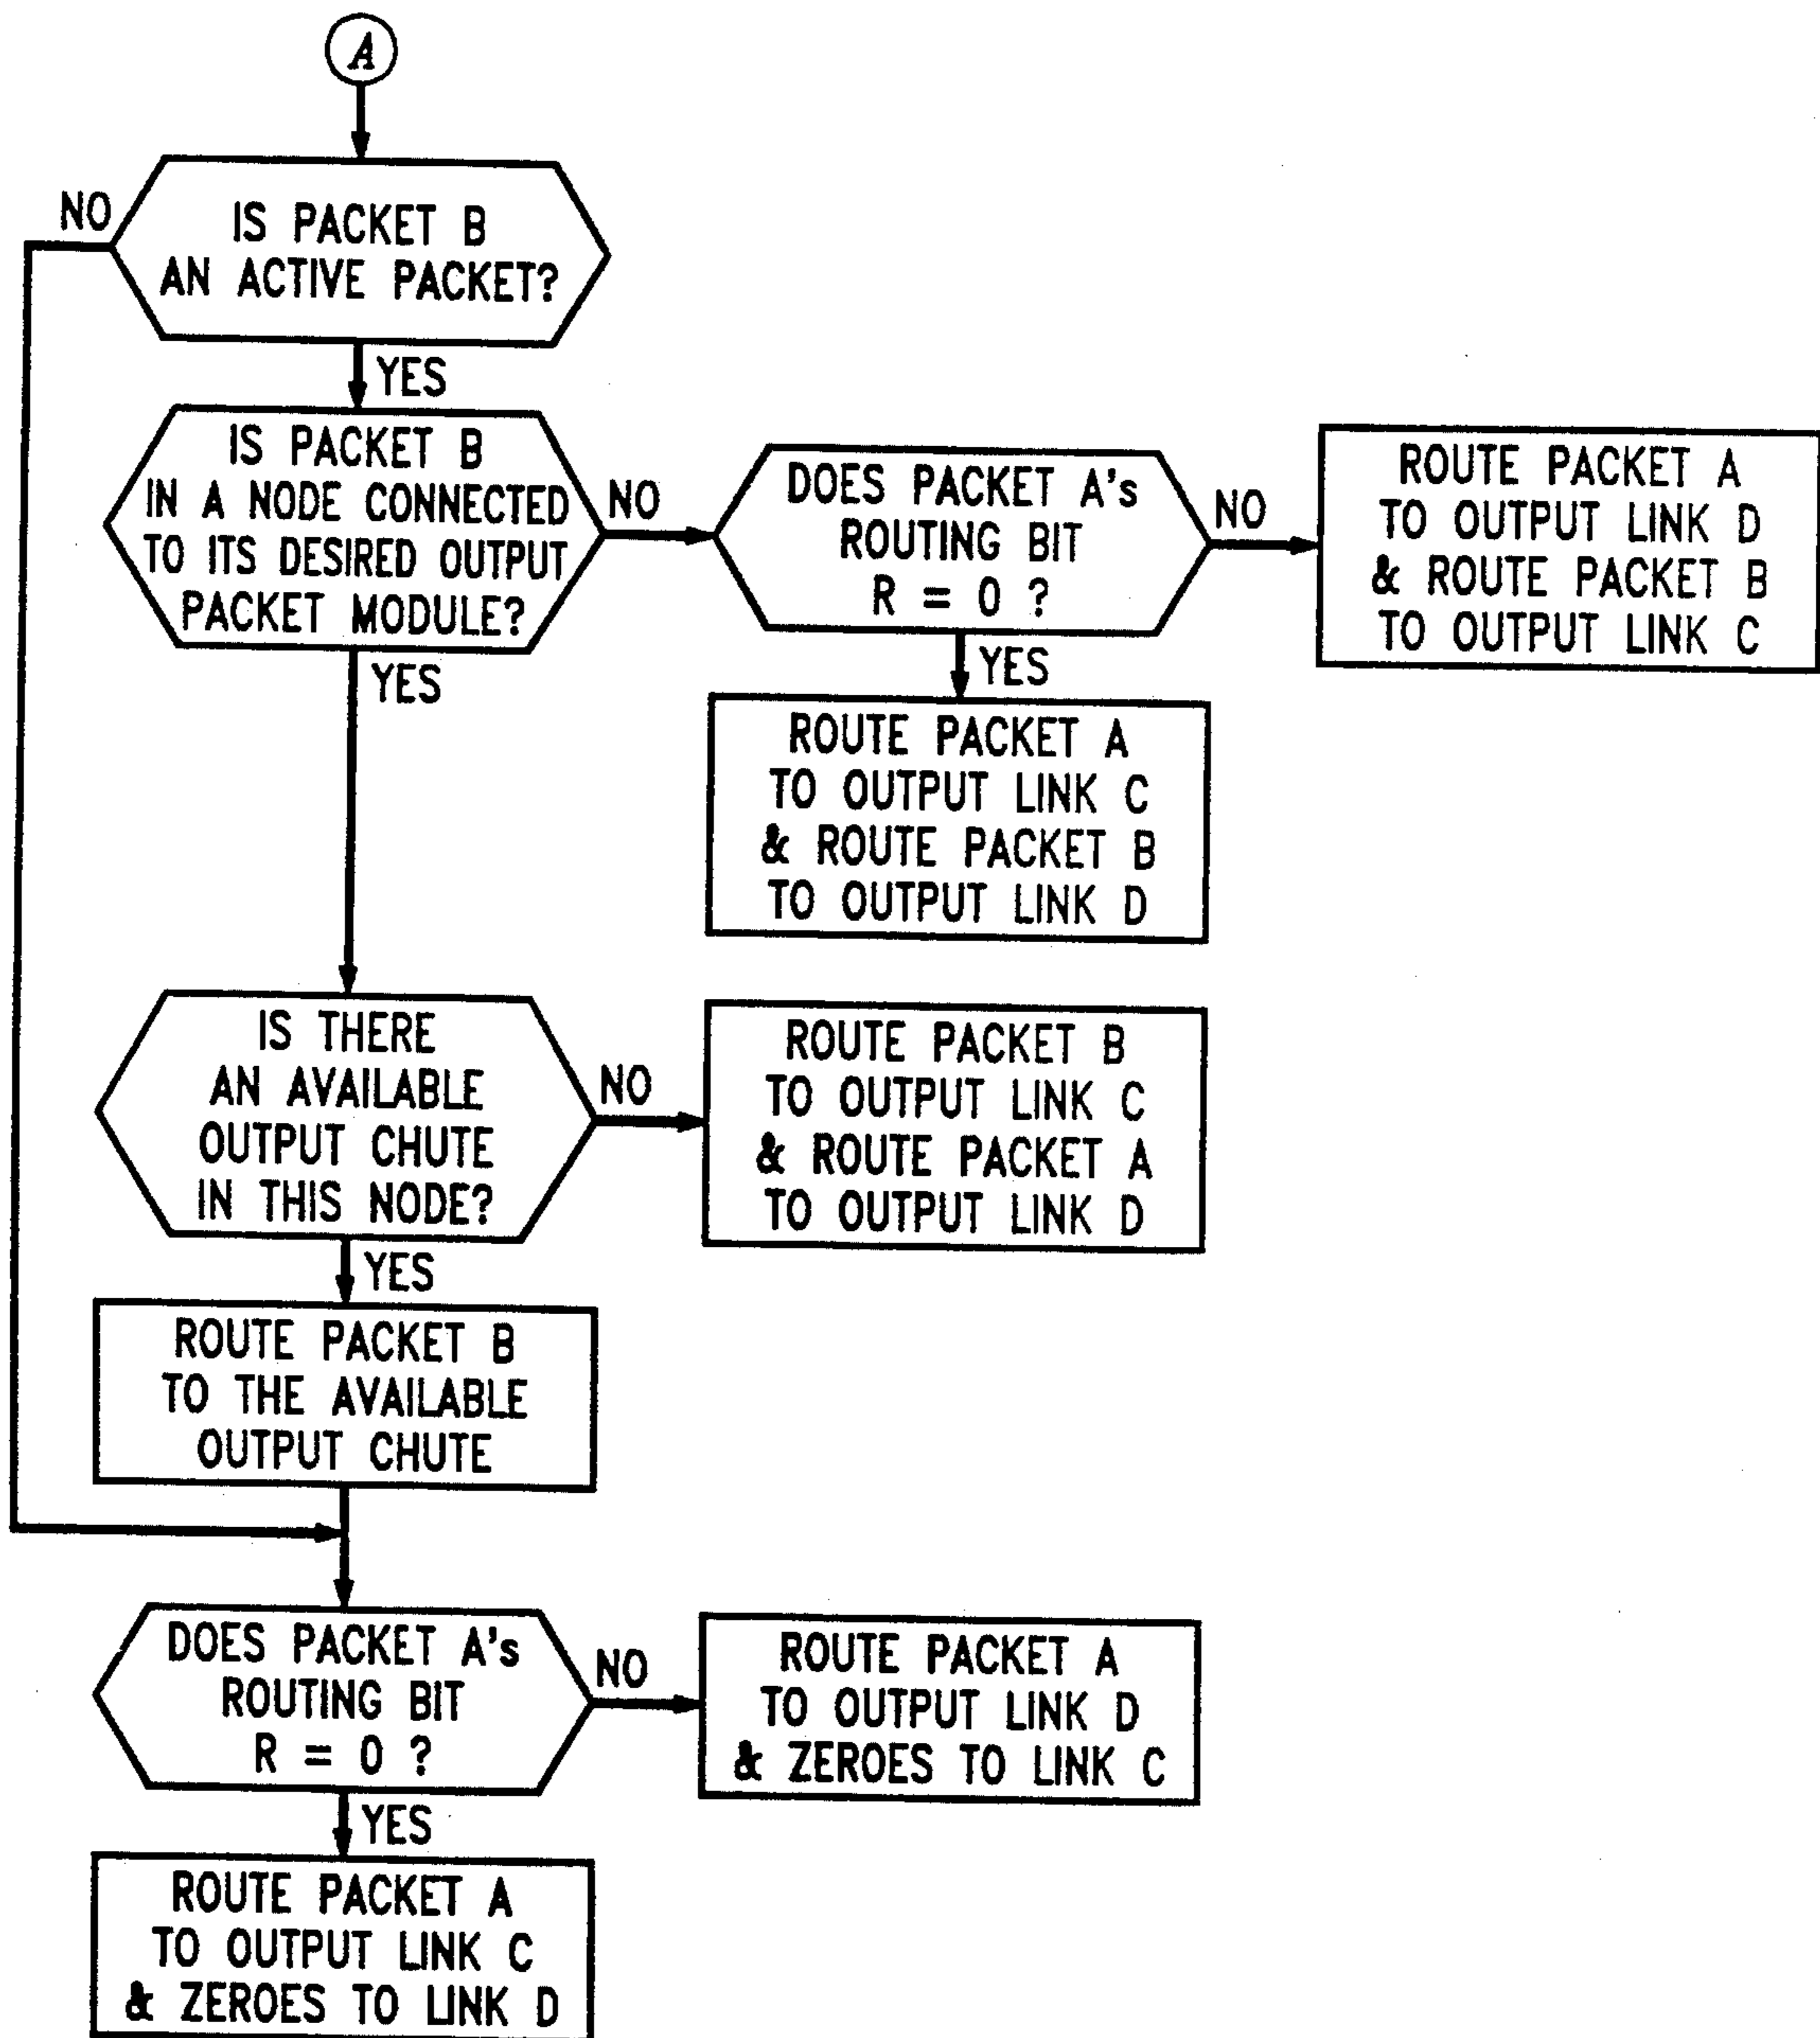 A
NO
IS PACKET B
AN ACTIVE PACKET?
YES
IS PACKET B
IN A NODE CONNECTED
TO ITS DESIRED OUTPUT
PACKET MODULE?
NO
DOES PACKET A's
ROUTING BIT
R = 0 ?
NO
ROUTE PACKET A
TO OUTPUT LINK D
& ROUTE PACKET B
TO OUTPUT LINK C
YES
YES
ROUTE PACKET A
TO OUTPUT LINK C
& ROUTE PACKET B
TO OUTPUT LINK D
IS THERE
AN AVAILABLE
OUTPUT CHUTE
IN THIS NODE?
NO
ROUTE PACKET B
TO OUTPUT LINK C
& ROUTE PACKET A
TO OUTPUT LINK D
YES
ROUTE PACKET B
TO THE AVAILABLE
OUTPUT CHUTE
DOES PACKET A's
ROUTING BIT
R = 0 ?
NO
ROUTE PACKET A
TO OUTPUT LINK D
& ZEROES TO LINK C
YES
ROUTE PACKET A
TO OUTPUT LINK C
& ZEROES TO LINK D